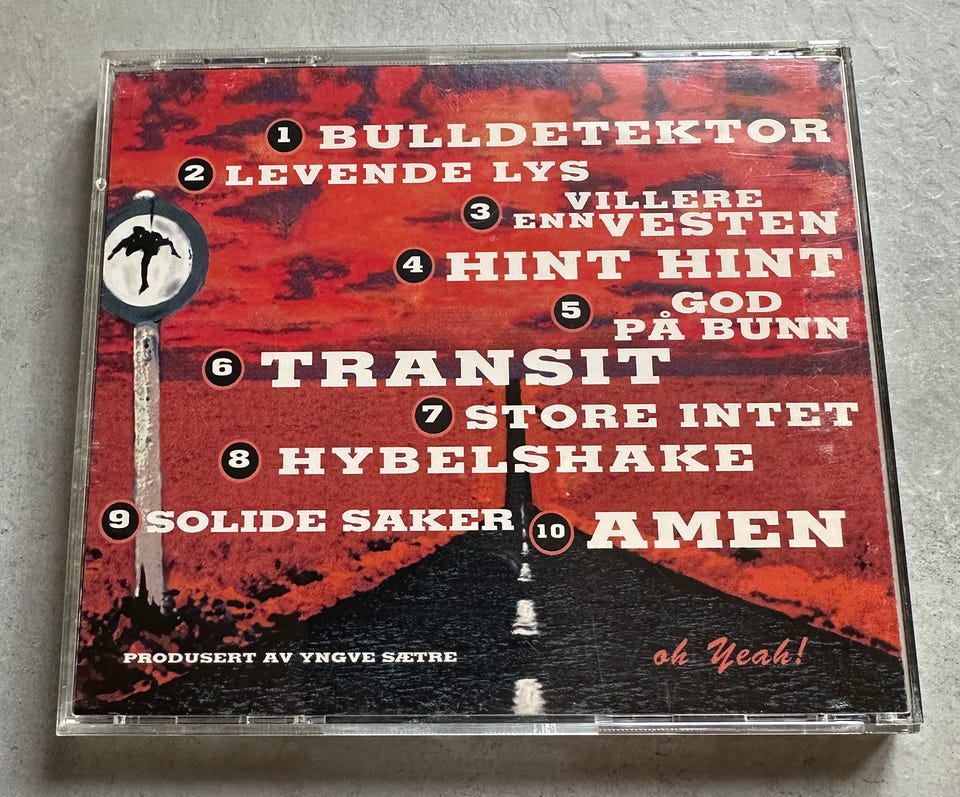 1 BULLDETEKTOR
2 LEVENDE LYS
3 VILLERE
ENN VESTEN
4 HINT HINT
5 GOD
PÅ BUNN
6 TRANSIT
7 STORE INTET
8 HYBELSHAKE
9 SOLIDE SAKER
10 AMEN
PRODUSERT AV YNGVE SÆTRE
oh Yeah!